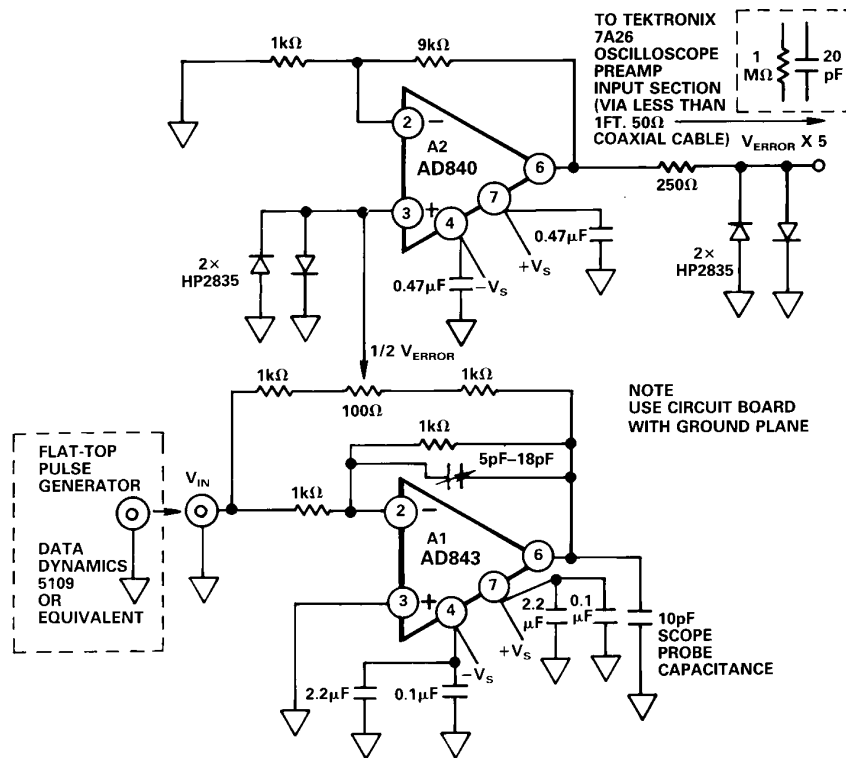 1kΩ
9kΩ
TO TEKTRONIX
7A26
OSCILLOSCOPE
PREAMP
INPUT SECTION
(VIA LESS THAN
1FT. 50Ω
COAXIAL CABLE)
1
MΩ
20
pF
VERROR X 5
2
–
A2
AD840
6
7
3
+
4
250Ω
2×
HP2835
0.47µF
–VS
+VS
0.47µF
2×
HP2835
1/2 VERROR
1kΩ
100Ω
1kΩ
NOTE
USE CIRCUIT BOARD
WITH GROUND PLANE
1kΩ
5pF–18pF
FLAT-TOP
PULSE
GENERATOR
VIN
1kΩ
2
–
A1
AD843
6
7
3
+
4
DATA
DYNAMICS
5109
OR
EQUIVALENT
2.2
µF
0.1
µF
10pF
SCOPE
PROBE
CAPACITANCE
–VS
+VS
2.2µF
0.1µF